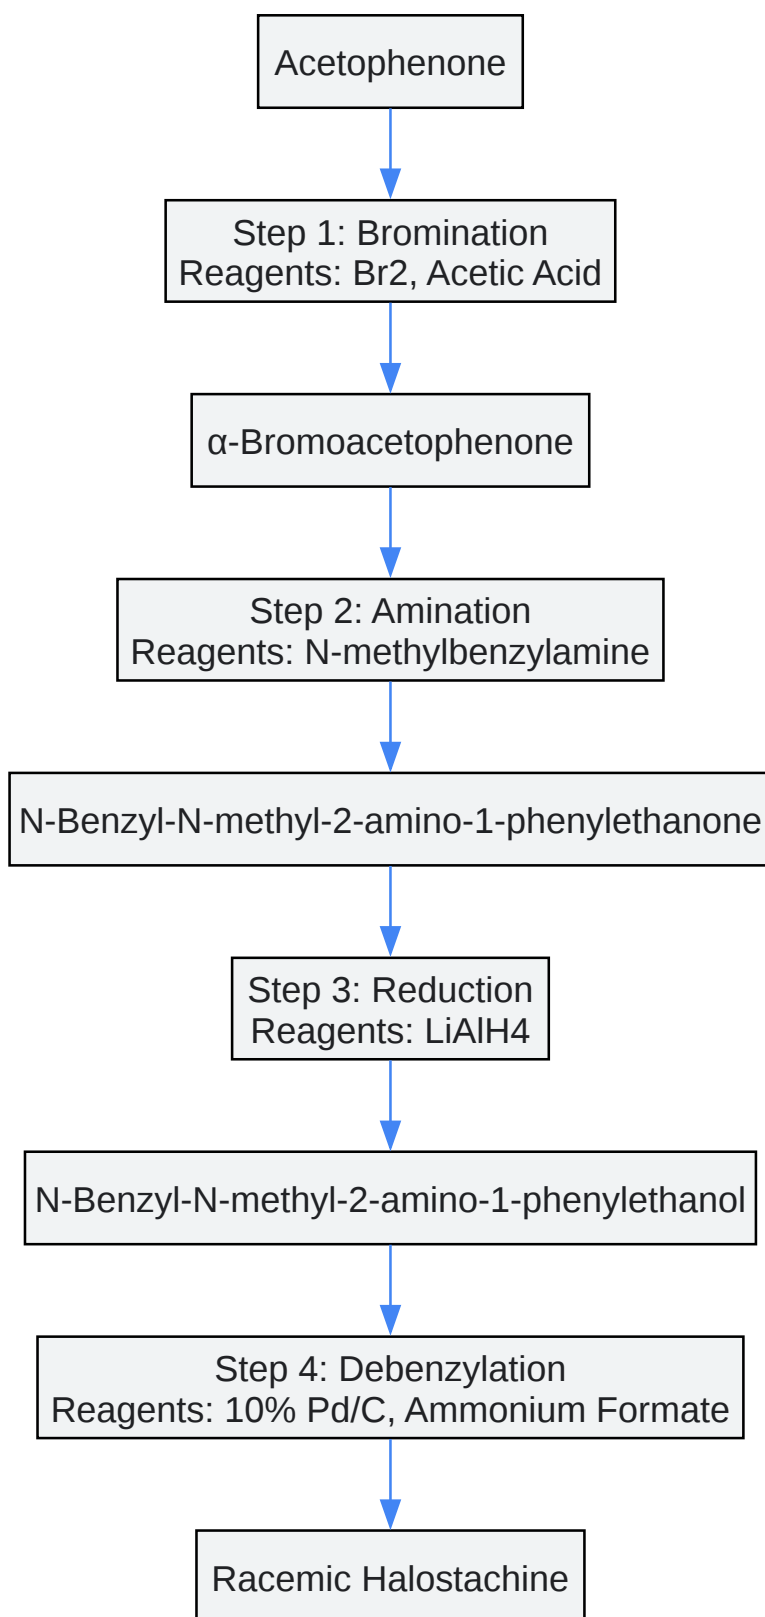 Acetophenone
Step 1: Bromination
Reagents: Br2, Acetic Acid
α-Bromoacetophenone
Step 2: Amination
Reagents: N-methylbenzylamine
N-Benzyl-N-methyl-2-amino-1-phenylethanone
Step 3: Reduction
Reagents: LiAlH4
N-Benzyl-N-methyl-2-amino-1-phenylethanol
Step 4: Debenzylation
Reagents: 10% Pd/C, Ammonium Formate
Racemic Halostachine